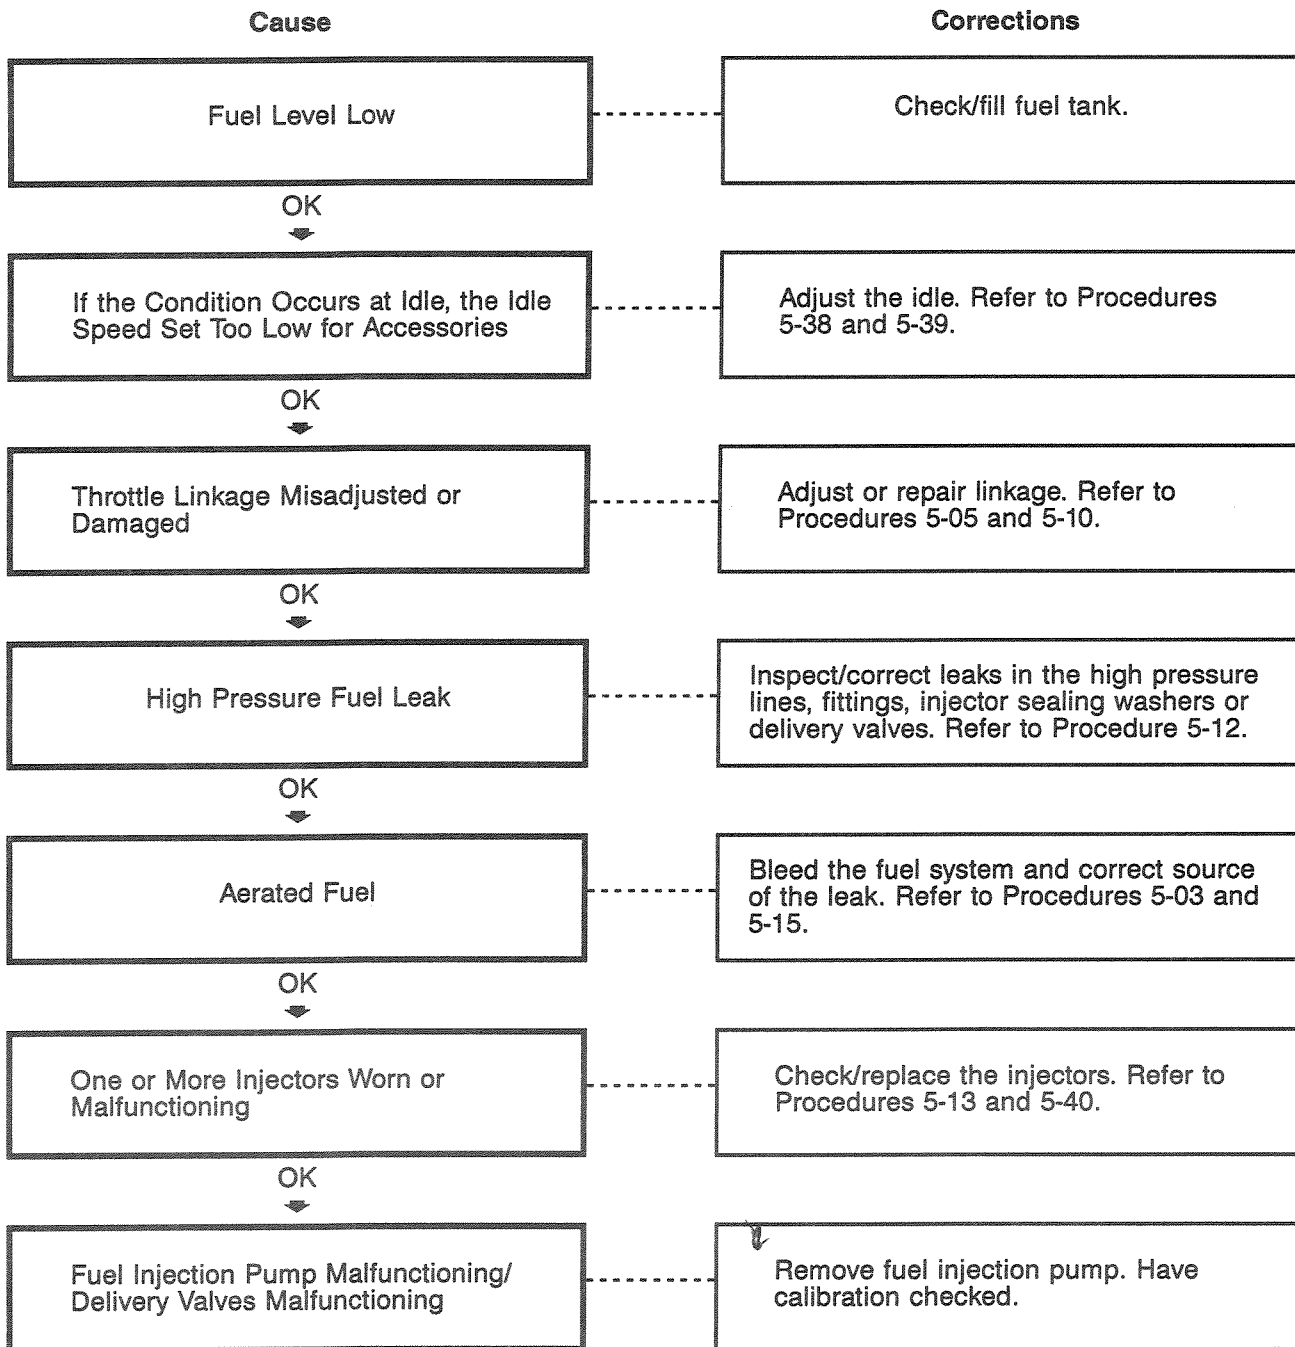 Cause
Corrections
Fuel Level Low
Check/fill fuel tank.
OK
If the Condition Occurs at Idle, the Idle
Speed Set Too Low for Accessories
Adjust the idle. Refer to Procedures
5-38 and 5-39.
OK
Throttle Linkage Misadjusted or
Damaged
Adjust or repair linkage. Refer to
Procedures 5-05 and 5-10.
OK
High Pressure Fuel Leak
Inspect/correct leaks in the high pressure
lines, fittings, injector sealing washers or
delivery valves. Refer to Procedure 5-12.
OK
Aerated Fuel
Bleed the fuel system and correct source
of the leak. Refer to Procedures 5-03 and
5-15.
OK
One or More Injectors Worn or
Malfunctioning
Check/replace the injectors. Refer to
Procedures 5-13 and 5-40.
OK
Fuel Injection Pump Malfunctioning/
Delivery Valves Malfunctioning
Remove fuel injection pump. Have
calibration checked.